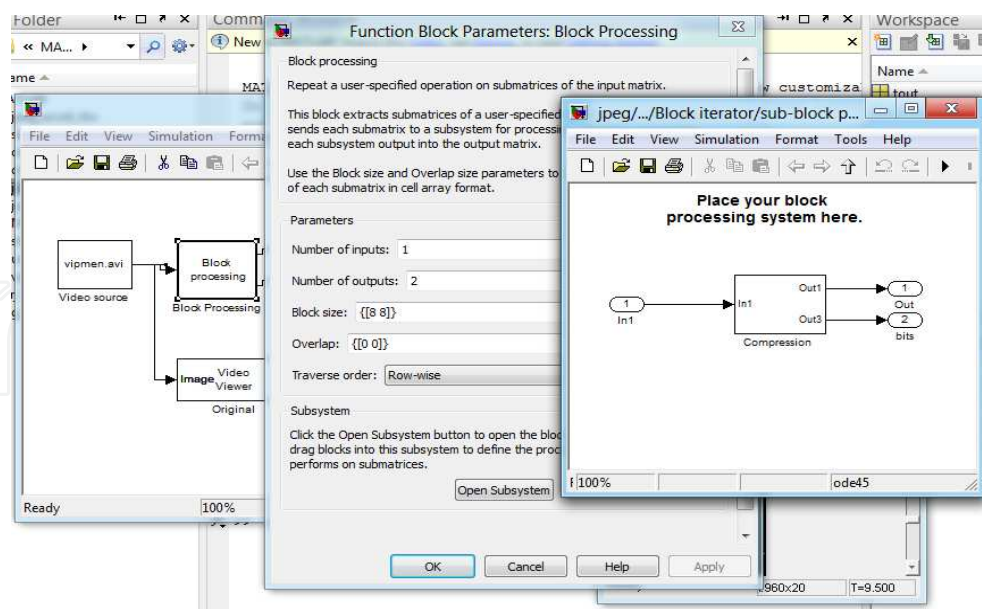 Folder
Comm
Workspace
« MA...
New
Name
ame
MAT
w customiza
tout
File Edit View Simulation Forma
vipmen.avi
Video source
Block
processing
Block Processing
Image
Video
Viewer
Original
Ready 100%
Function Block Parameters: Block Processing
Block processing
Repeat a user-specified operation on submatrices of the input matrix.
This block extracts submatrices of a user-specified
sends each submatrix to a subsystem for processi
each subsystem output into the output matrix.
Use the Block size and Overlap size parameters to
of each submatrix in cell array format.
Parameters
Number of inputs: 1
Number of outputs: 2
Block size: {[8 8]}
Overlap: {[0 0]}
Traverse order: Row-wise
Subsystem
Click the Open Subsystem button to open the bloc
drag blocks into this subsystem to define the proc
performs on submatrices.
Open Subsystem
OK Cancel Help Apply
jpeg/.../Block iterator/sub-block p...
File Edit View Simulation Format Tools Help
Place your block
processing system here.
1
In1
In1
Out1
Out3
Compression
1
Out
2
bits
100% ode45
960x20 T=9.500